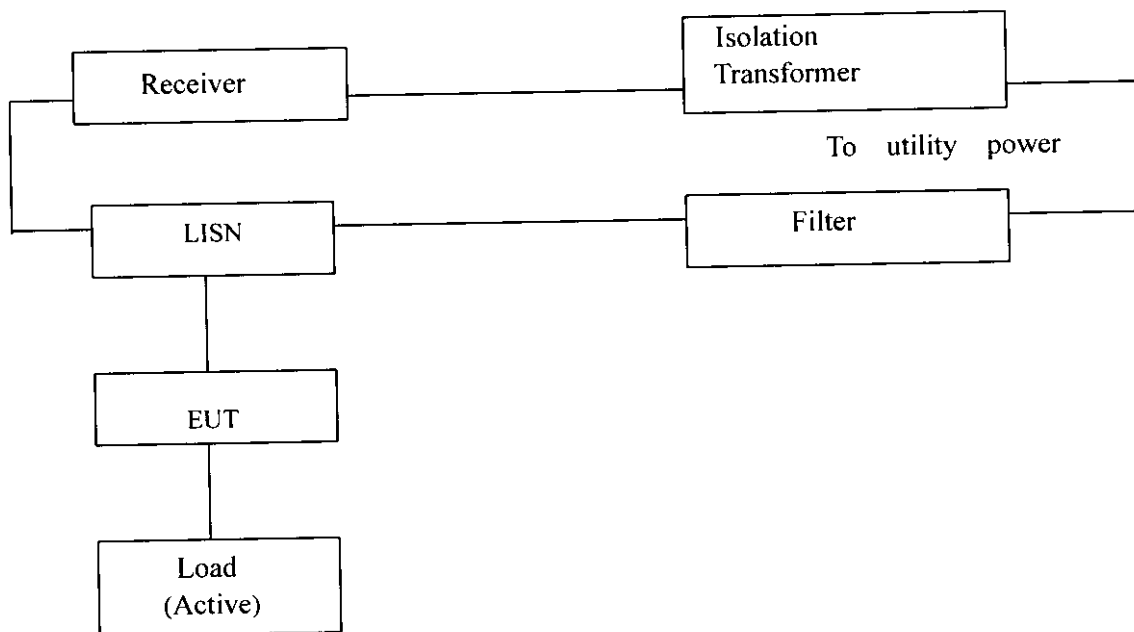 Isolation
Transformer
Receiver
To utility power
LISN
Filter
EUT
Load
(Active)